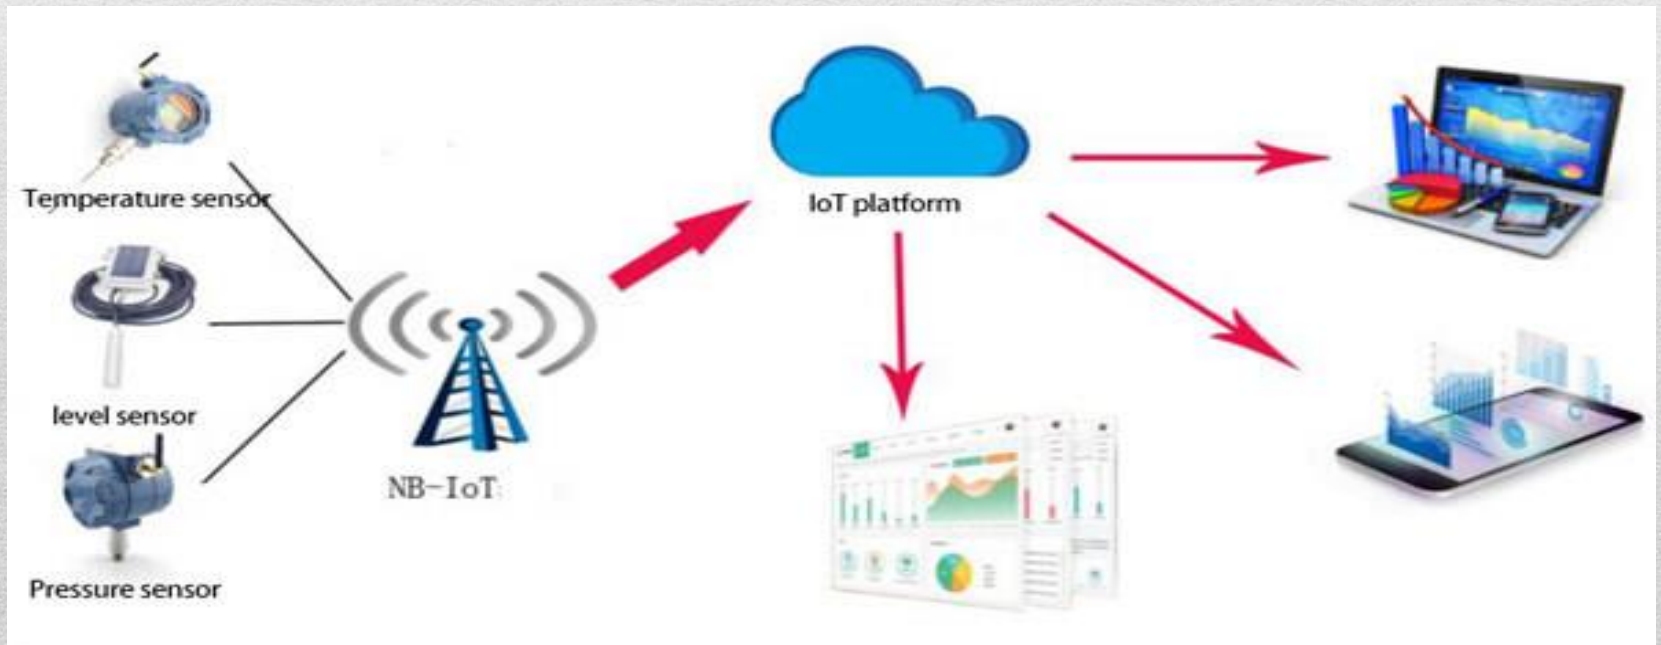 Temperature sensor
level sensor
Pressure sensor
NB-IoT
IoT platform